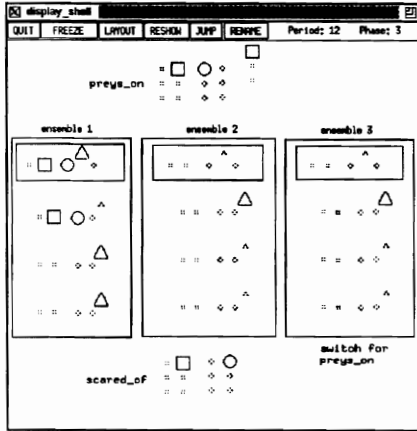 display_shell
QUIT FREEZE LAYOUT RESHOW JUMP RENAME Period: 12 Phase: 3
preys_on
ensemble 1 ensemble 2 ensemble 3
switch for
preys_on
scared_of